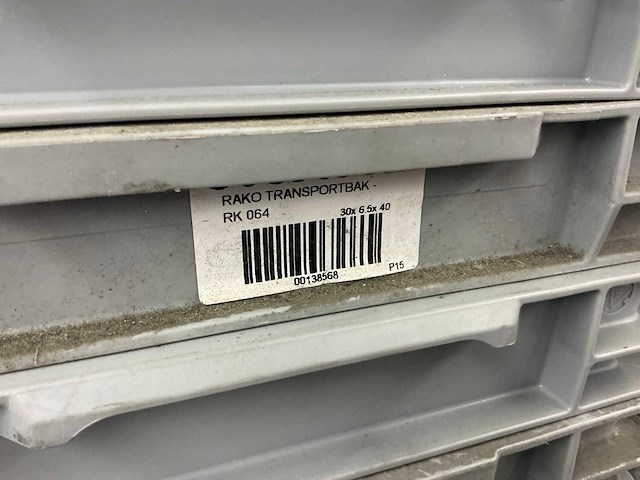 RAKO TRANSPORTBAK -
RK 064 30x 6.5x 40
00138568
P15